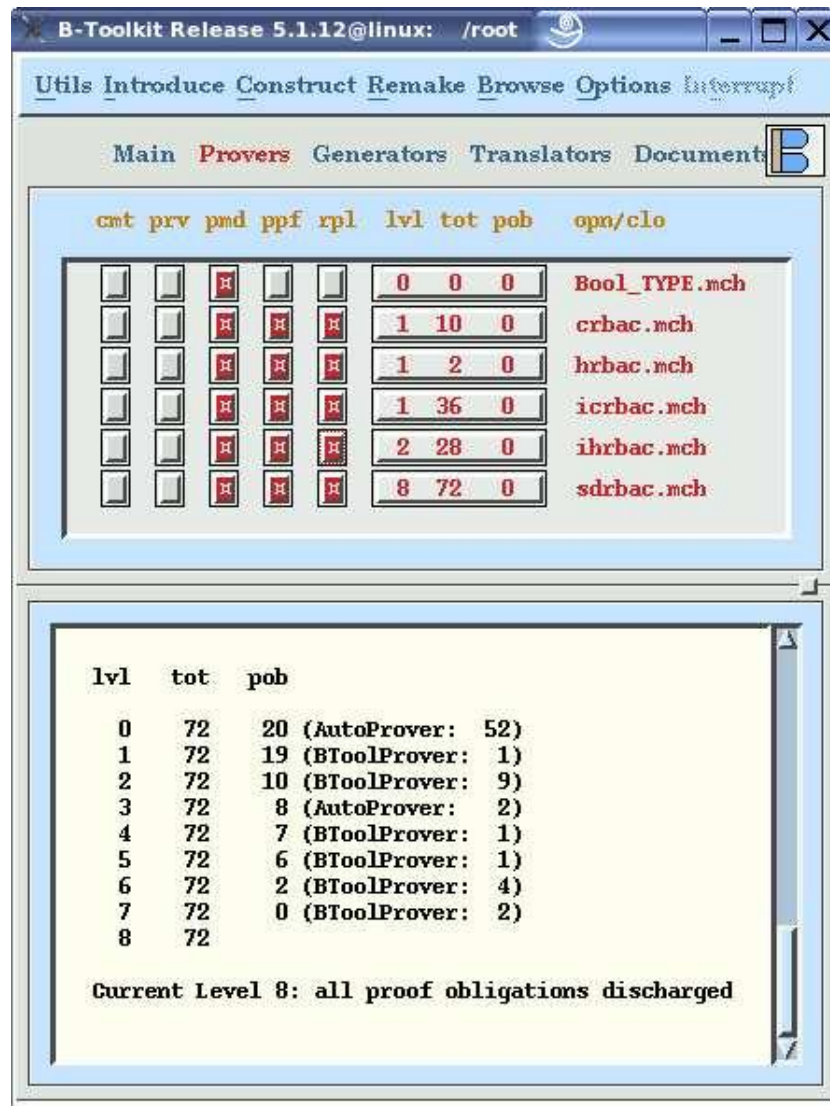 B-Toolkit Release 5.1.12@linux: /root
Utils Introduce Construct Remake Browse Options Interrupt
Main Provers Generators Translators Documents
cmt prv pmd ppf rpl lvl tot pob opn/clo
0 0 0 Bool_TYPE.mch
1 10 0 crbac.mch
1 2 0 hrbac.mch
1 36 0 icrbac.mch
2 28 0 ihrbac.mch
8 72 0 sdrbac.mch
lvl tot pob
0 72 20 (AutoProver: 52)
1 72 19 (BToolProver: 1)
2 72 10 (BToolProver: 9)
3 72 8 (AutoProver: 2)
4 72 7 (BToolProver: 1)
5 72 6 (BToolProver: 1)
6 72 2 (BToolProver: 4)
7 72 0 (BToolProver: 2)
8 72
Current Level 8: all proof obligations discharged